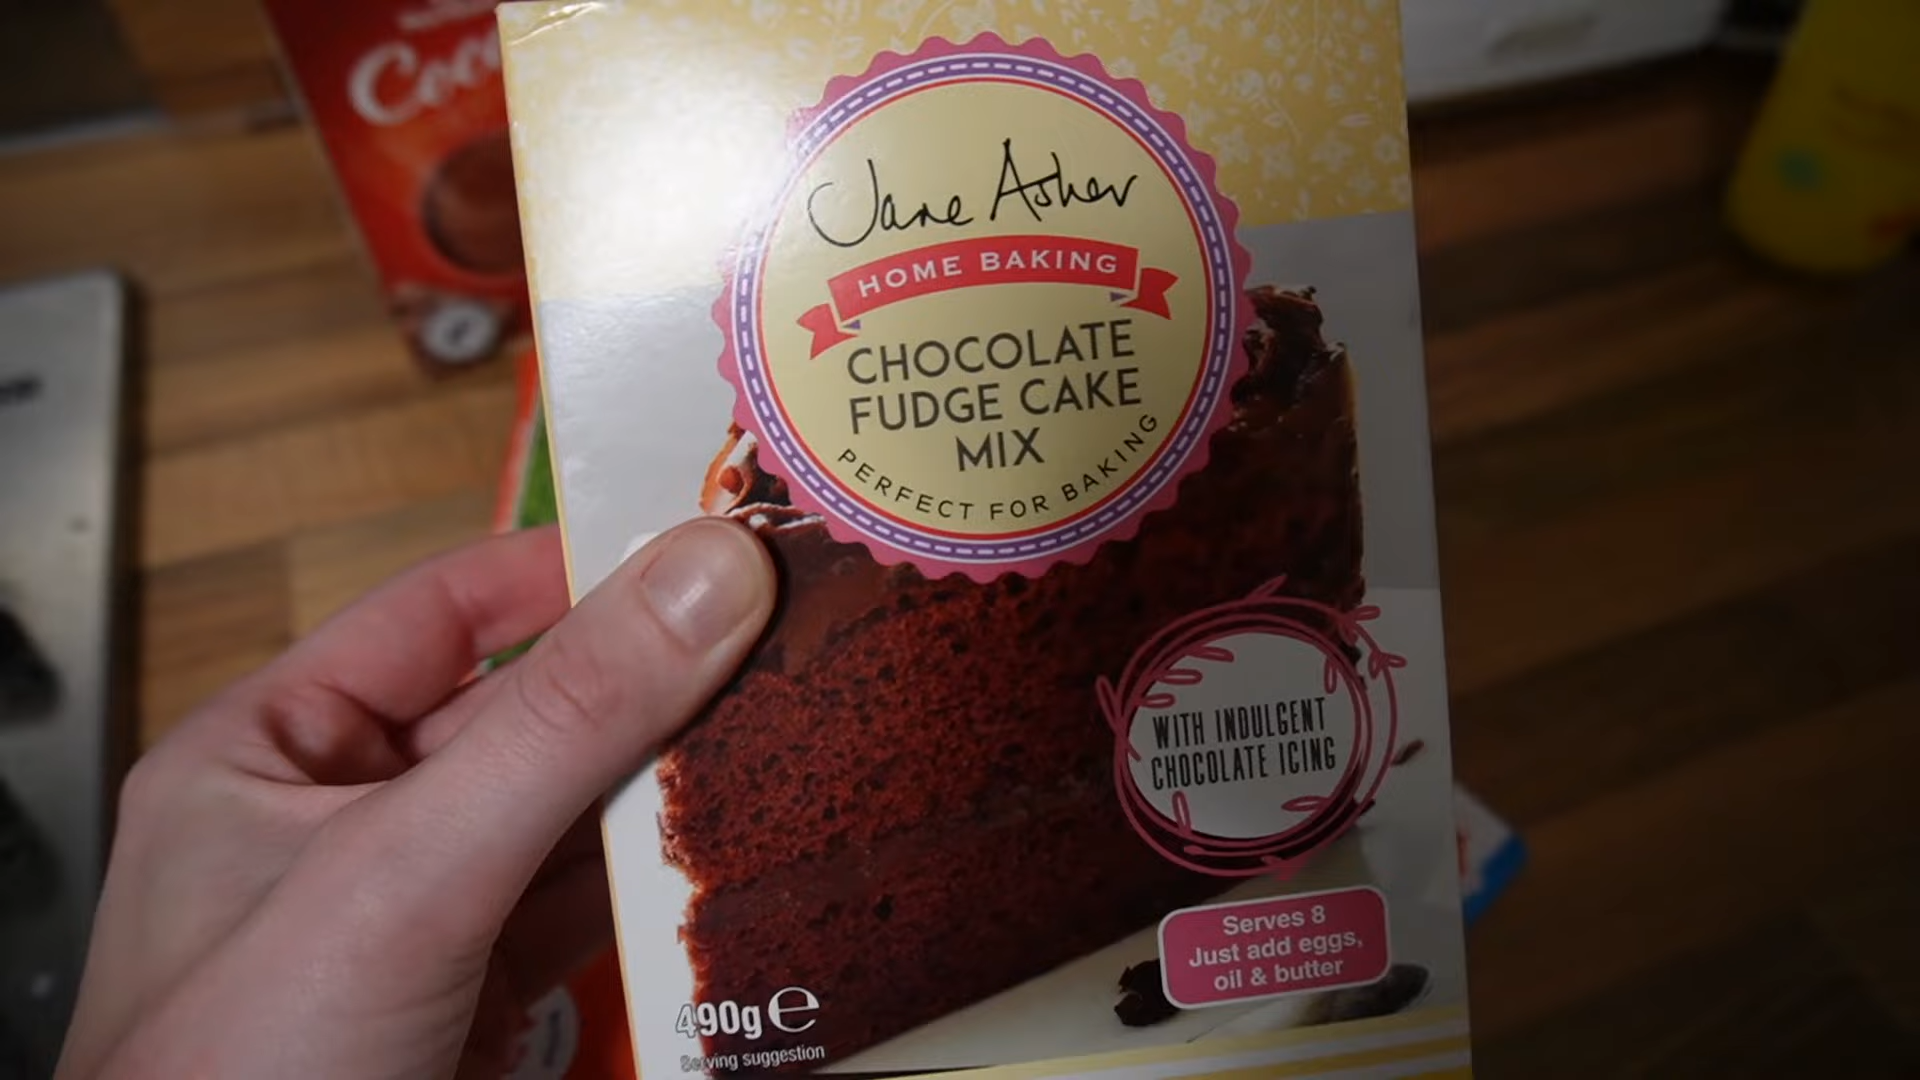 Jane Asher
HOME BAKING
CHOCOLATE
FUDGE CAKE
MIX
PERFECT FOR BAKING
WITH INDULGENT
CHOCOLATE ICING
Serves 8
Just add eggs,
oil & butter
490g e
Serving suggestion